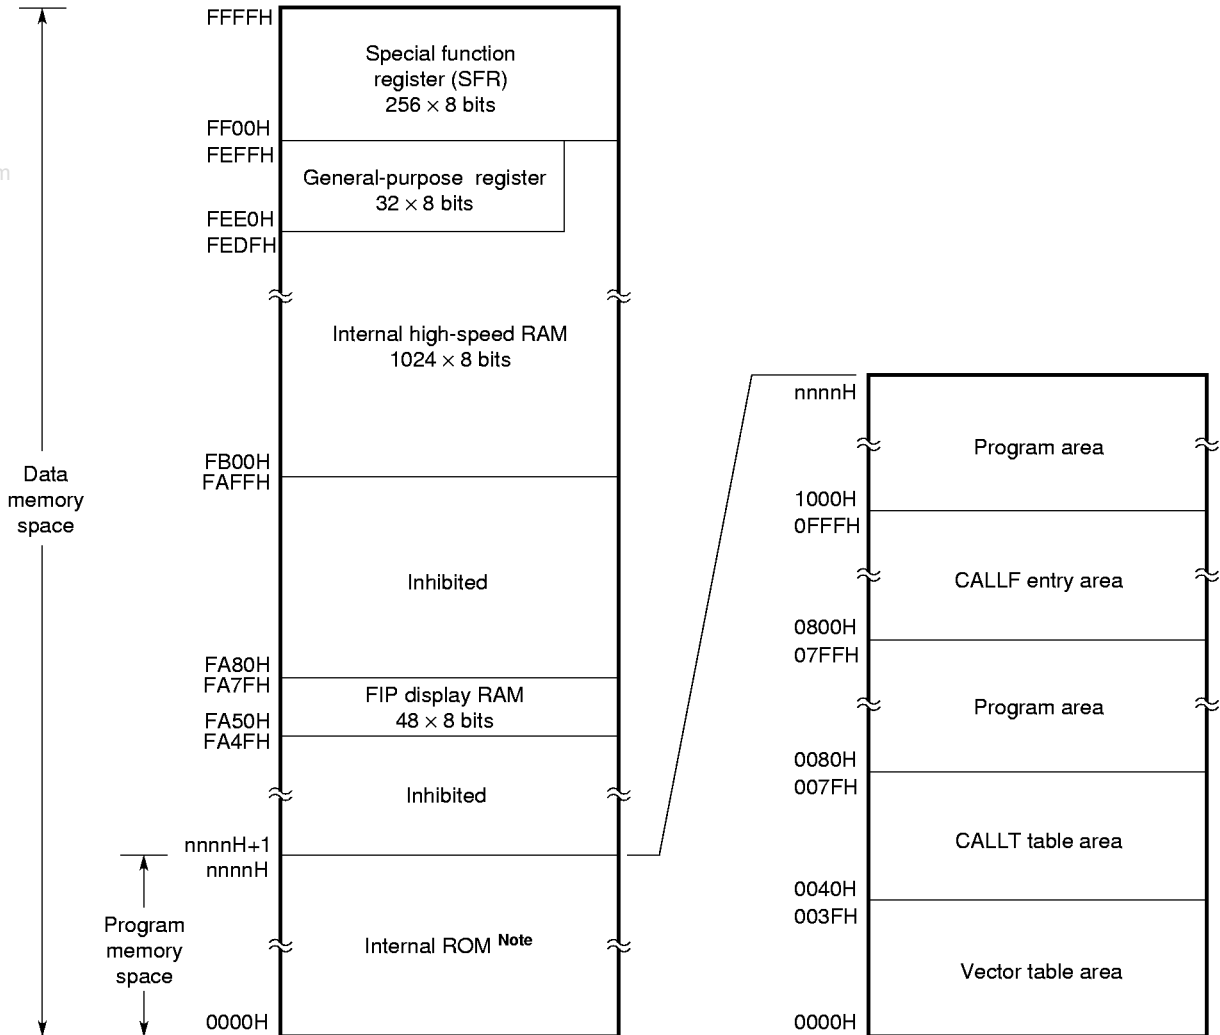 FFFFH
Special function
register (SFR)
256 × 8 bits
FF00H
FEFFH
General-purpose register
32 × 8 bits
FEE0H
FEDFH
Internal high-speed RAM
1024 × 8 bits
FB00H
FAFFH
Data
memory
space
Inhibited
FA80H
FA7FH
FIP display RAM
48 × 8 bits
FA50H
FA4FH
Inhibited
nnnnH+1
nnnnH
Program
memory
space
Internal ROM Note
0000H
nnnnH
Program area
1000H
0FFFH
CALLF entry area
0800H
07FFH
Program area
0080H
007FH
CALLT table area
0040H
003FH
Vector table area
0000H